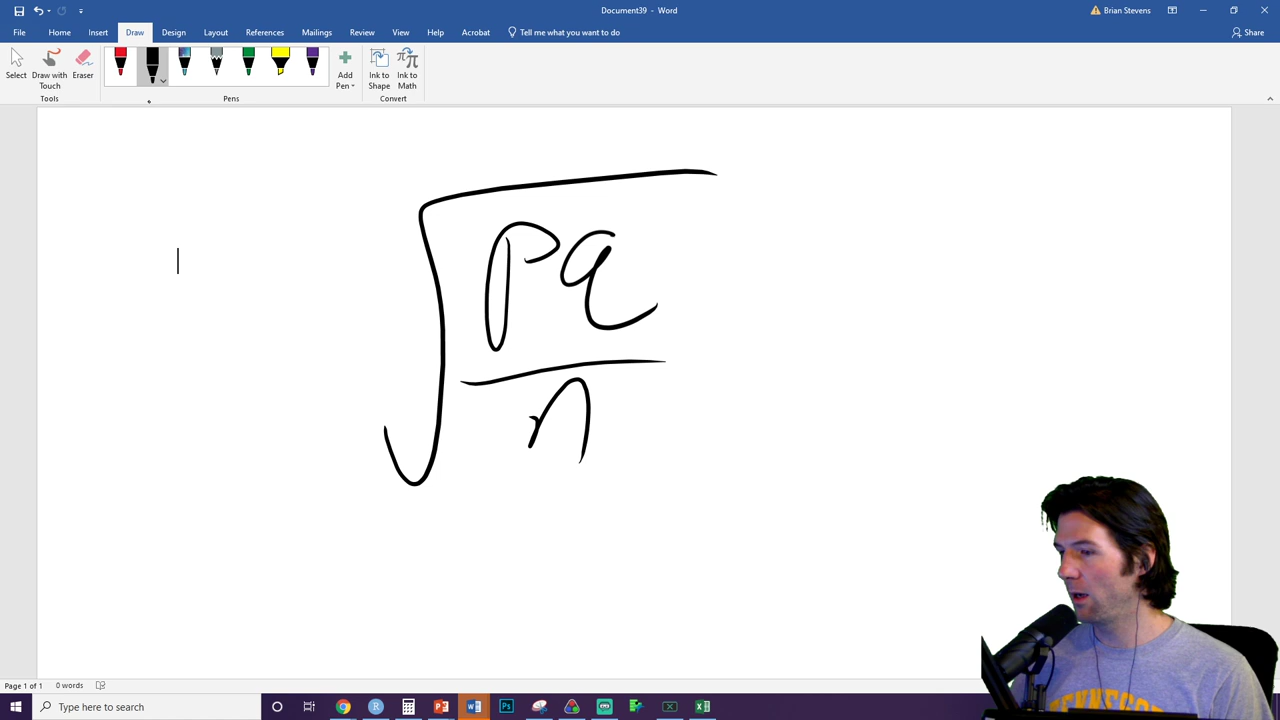 Document39 - Word
Brian Stevens
File Home Insert Draw Design Layout References Mailings Review View Help Acrobat Tell me what you want to do Share
Select Draw with Touch Eraser Add Pen Ink to Shape Ink to Math
Tools Pens Convert
√
pq
n
Page 1 of 1 0 words
Type here to search